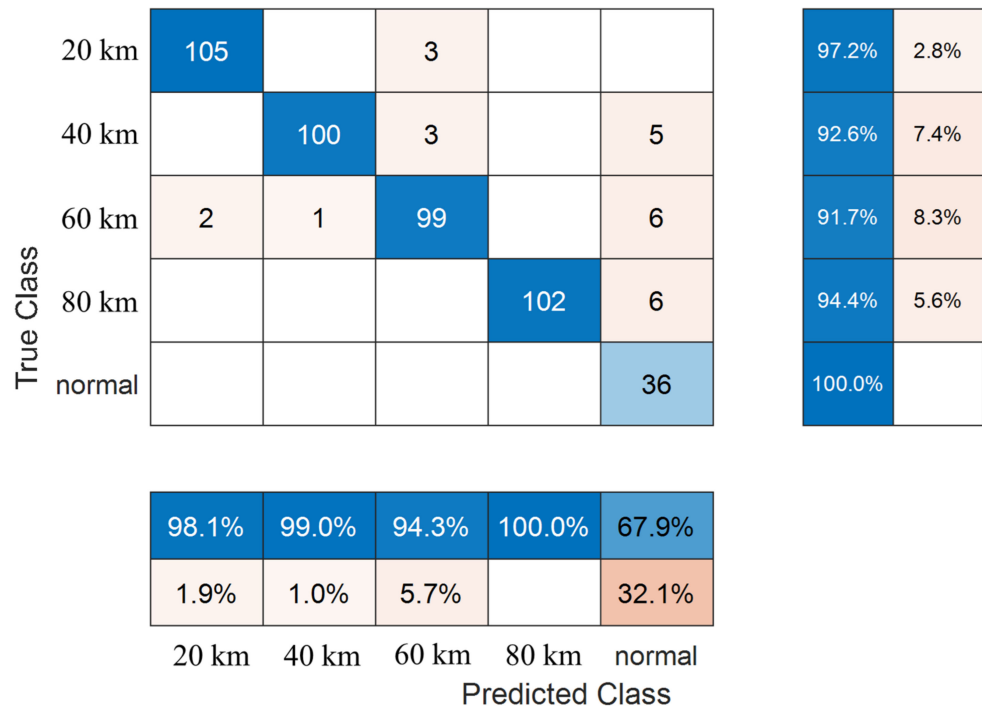 20 km 105 3 97.2% 2.8%
40 km 100 3 5 92.6% 7.4%
60 km 2 1 99 6 91.7% 8.3%
80 km 102 6 94.4% 5.6%
normal 36 100.0%
True Class
98.1% 99.0% 94.3% 100.0% 67.9%
1.9% 1.0% 5.7% 32.1%
20 km 40 km 60 km 80 km normal
Predicted Class